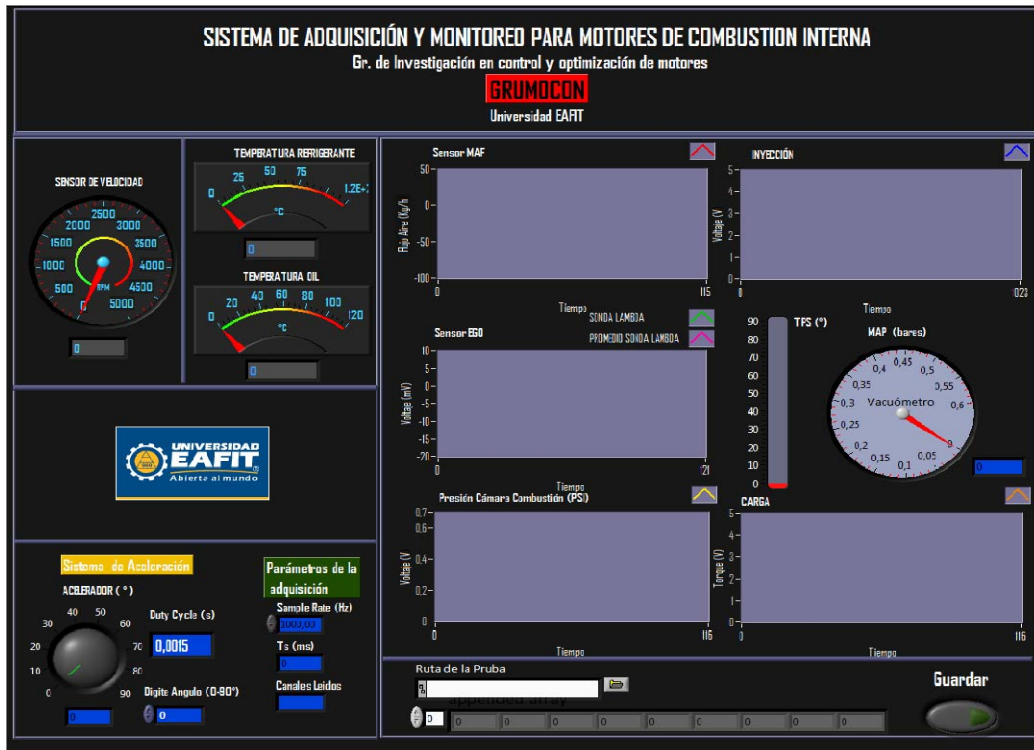 SISTEMA DE ADQUISICIÓN Y MONITOREO PARA MOTORES DE COMBUSTION INTERNA
Gr. de Investigación en control y optimización de motores
GRUMOCON
Universidad EAFIT
SENSOR DE VELOCIDAD
0 500 1000 1500 2000 2500 3000 3500 4000 4500 5000
RPM
0
TEMPERATURA REFRIGERANTE
0 25 50 75 1.2E+
°C
0
TEMPERATURA OIL
0 20 40 60 80 100 120
°C
0
UNIVERSIDAD
EAFIT
Abierta al mundo
Sistema de Aceleración
ACELERADOR (°)
0 10 20 30 40 50 60 70 80 90
0
Duty Cycle (s)
0,0015
Digite Angulo (0-90°)
0
Parámetros de la
adquisición
Sample Rate (Hz)
1000,00
Ts (ms)
0
Canales Leidos
Sensor MAF
Flujo Aire (Kg/h
50
0
-50
-100
0 115
Tiempo
INYECCIÓN
Voltaje (V
5
4
3
2
1
0
0 1023
Tiempo
Sensor EGO
SONDA LAMBDA
PROMEDIO SONDA LAMBDA
Voltaje (mV)
10
5
0
-5
-10
-15
-20
0 121
Tiempo
TPS (°)
90
80
70
60
50
40
30
20
10
0
MAP (bares)
0 0,05 0,1 0,15 0,2 0,25 0,3 0,35 0,4 0,45 0,5 0,55 0,6
Vacuómetro
0
Presión Cámara Combustión (PSI)
Voltaje (V
0,7
0,6
0,4
0,2
0
0 116
Tiempo
CARGA
Torque (V)
5
4
3
2
1
0
0 116
Tiempo
Ruta de la Pruba
appended array
0 0 0 0 0 0 0 0 0 0
Guardar